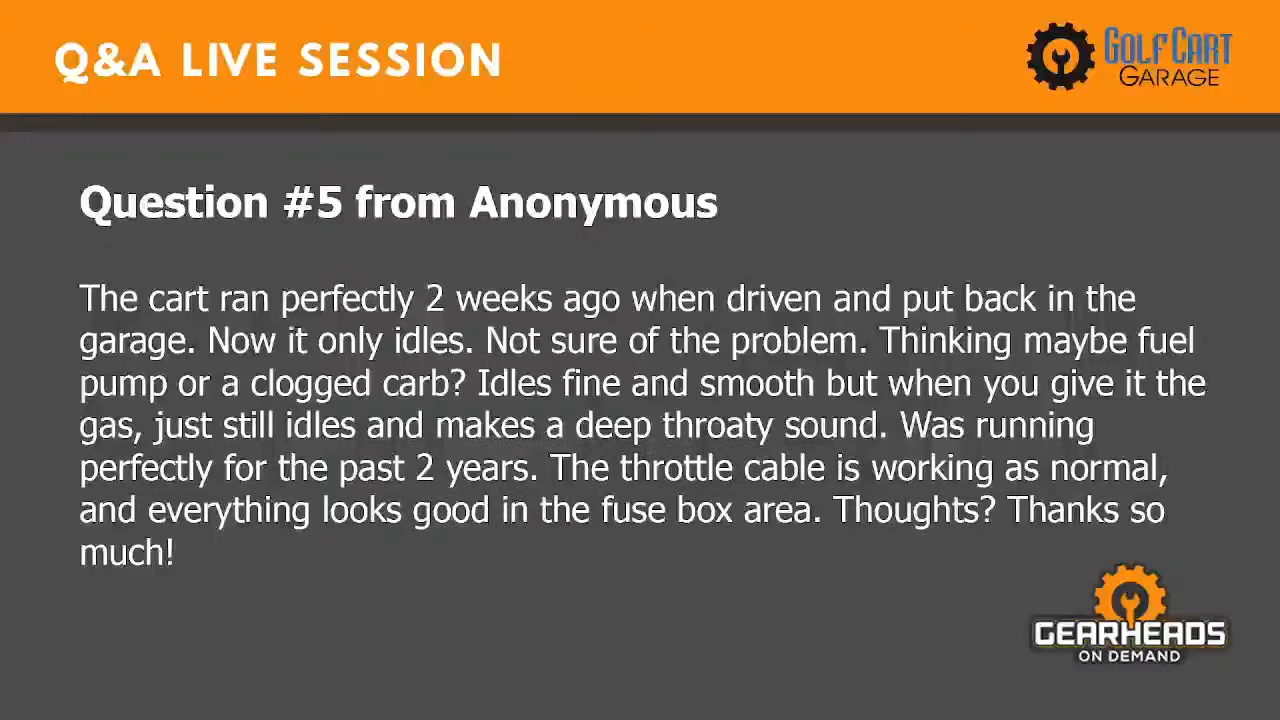 Q&A LIVE SESSION
GOLF CART
GARAGE
Question #5 from Anonymous
The cart ran perfectly 2 weeks ago when driven and put back in the
garage. Now it only idles. Not sure of the problem. Thinking maybe fuel
pump or a clogged carb? Idles fine and smooth but when you give it the
gas, just still idles and makes a deep throaty sound. Was running
perfectly for the past 2 years. The throttle cable is working as normal,
and everything looks good in the fuse box area. Thoughts? Thanks so
much!
GEARHEADS
ON DEMAND